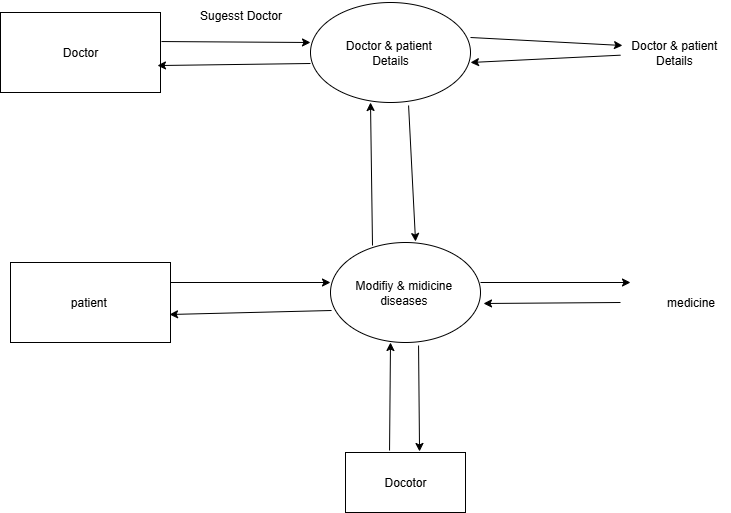 Sugesst Doctor
Doctor
Doctor & patient
Details
Doctor & patient
Details
patient
Modifiy & midicine
diseases
medicine
Docotor